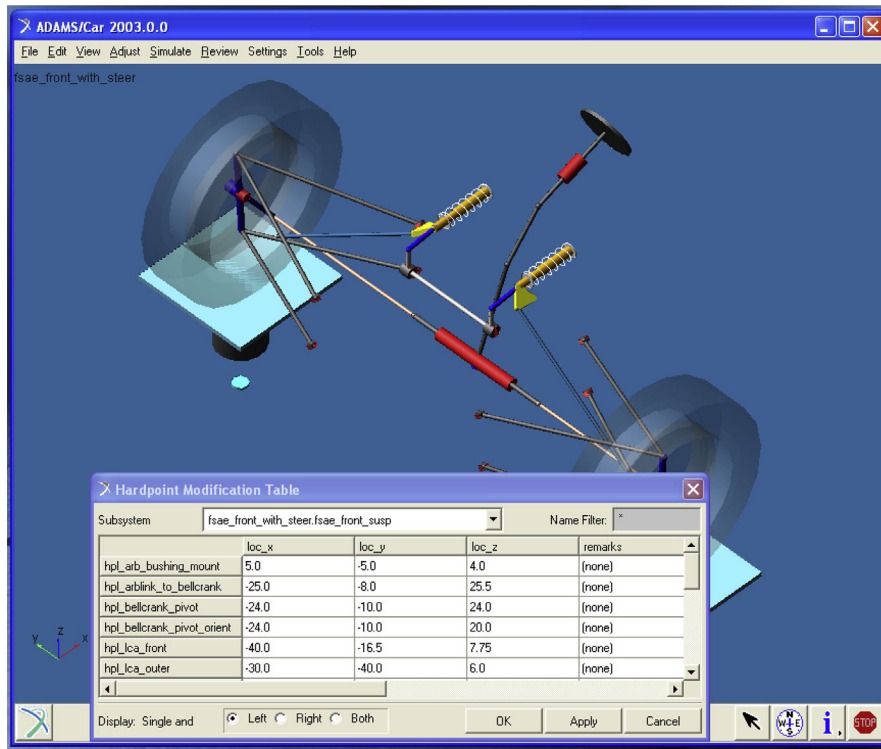 ADAMS/Car 2003.0.0
File Edit View Adjust Simulate Review Settings Tools Help
fsae_front_with_steer
Hardpoint Modification Table
Subsystem fsae_front_with_steer.fsae_front_susp Name Filter: *
loc_x loc_y loc_z remarks
hpl_arb_bushing_mount 5.0 -5.0 4.0 (none)
hpl_arblink_to_bellcrank -25.0 -8.0 25.5 (none)
hpl_bellcrank_pivot -24.0 -10.0 24.0 (none)
hpl_bellcrank_pivot_orient -24.0 -10.0 20.0 (none)
hpl_lca_front -40.0 -16.5 7.75 (none)
hpl_lca_outer -30.0 -40.0 6.0 (none)
y z x
Display: Single and Left Right Both OK Apply Cancel
N W E S i STOP